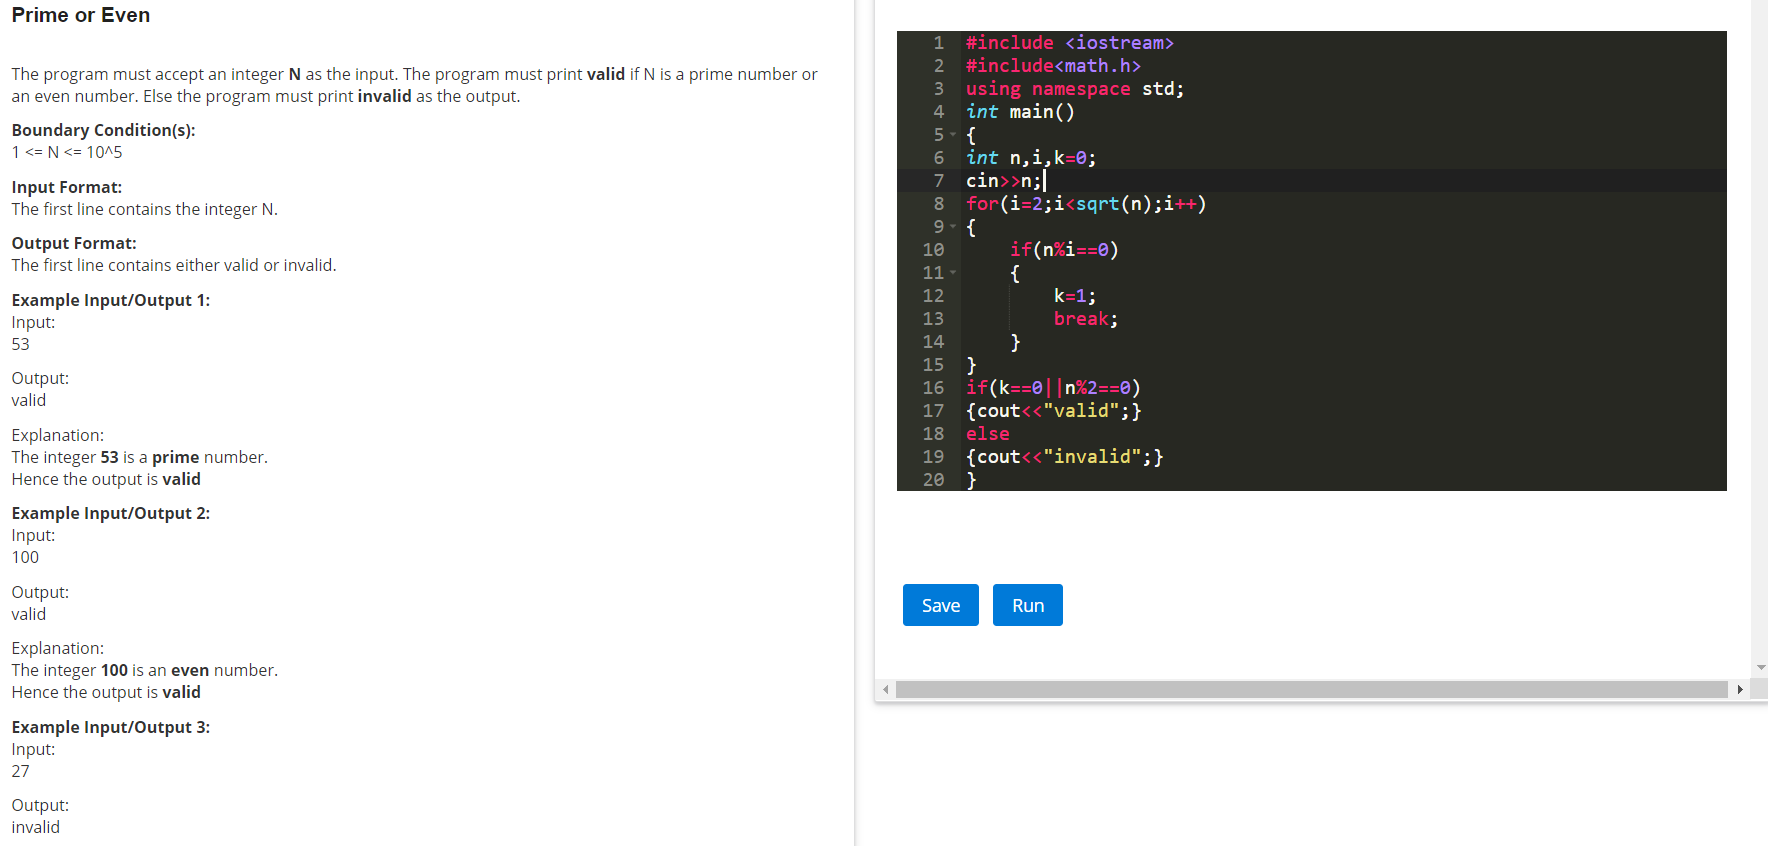 Prime or Even
The program must accept an integer N as the input. The program must print valid if N is a prime number or
an even number. Else the program must print invalid as the output.
Boundary Condition(s):
1 <= N <= 10^5
Input Format:
The first line contains the integer N.
Output Format:
The first line contains either valid or invalid.
Example Input/Output 1:
Input:
53
Output:
valid
Explanation:
The integer 53 is a prime number.
Hence the output is valid
Example Input/Output 2:
Input:
100
Output:
valid
Explanation:
The integer 100 is an even number.
Hence the output is valid
Example Input/Output 3:
Input:
27
Output:
invalid
1 #include <iostream>
2 #include<math.h>
3 using namespace std;
4 int main()
5 {
6 int n,i,k=0;
7 cin>>n;
8 for(i=2;i<sqrt(n);i++)
9 {
10     if(n%i==0)
11     {
12         k=1;
13         break;
14     }
15 }
16 if(k==0||n%2==0)
17 {cout<<"valid";}
18 else
19 {cout<<"invalid";}
20 }
Save Run